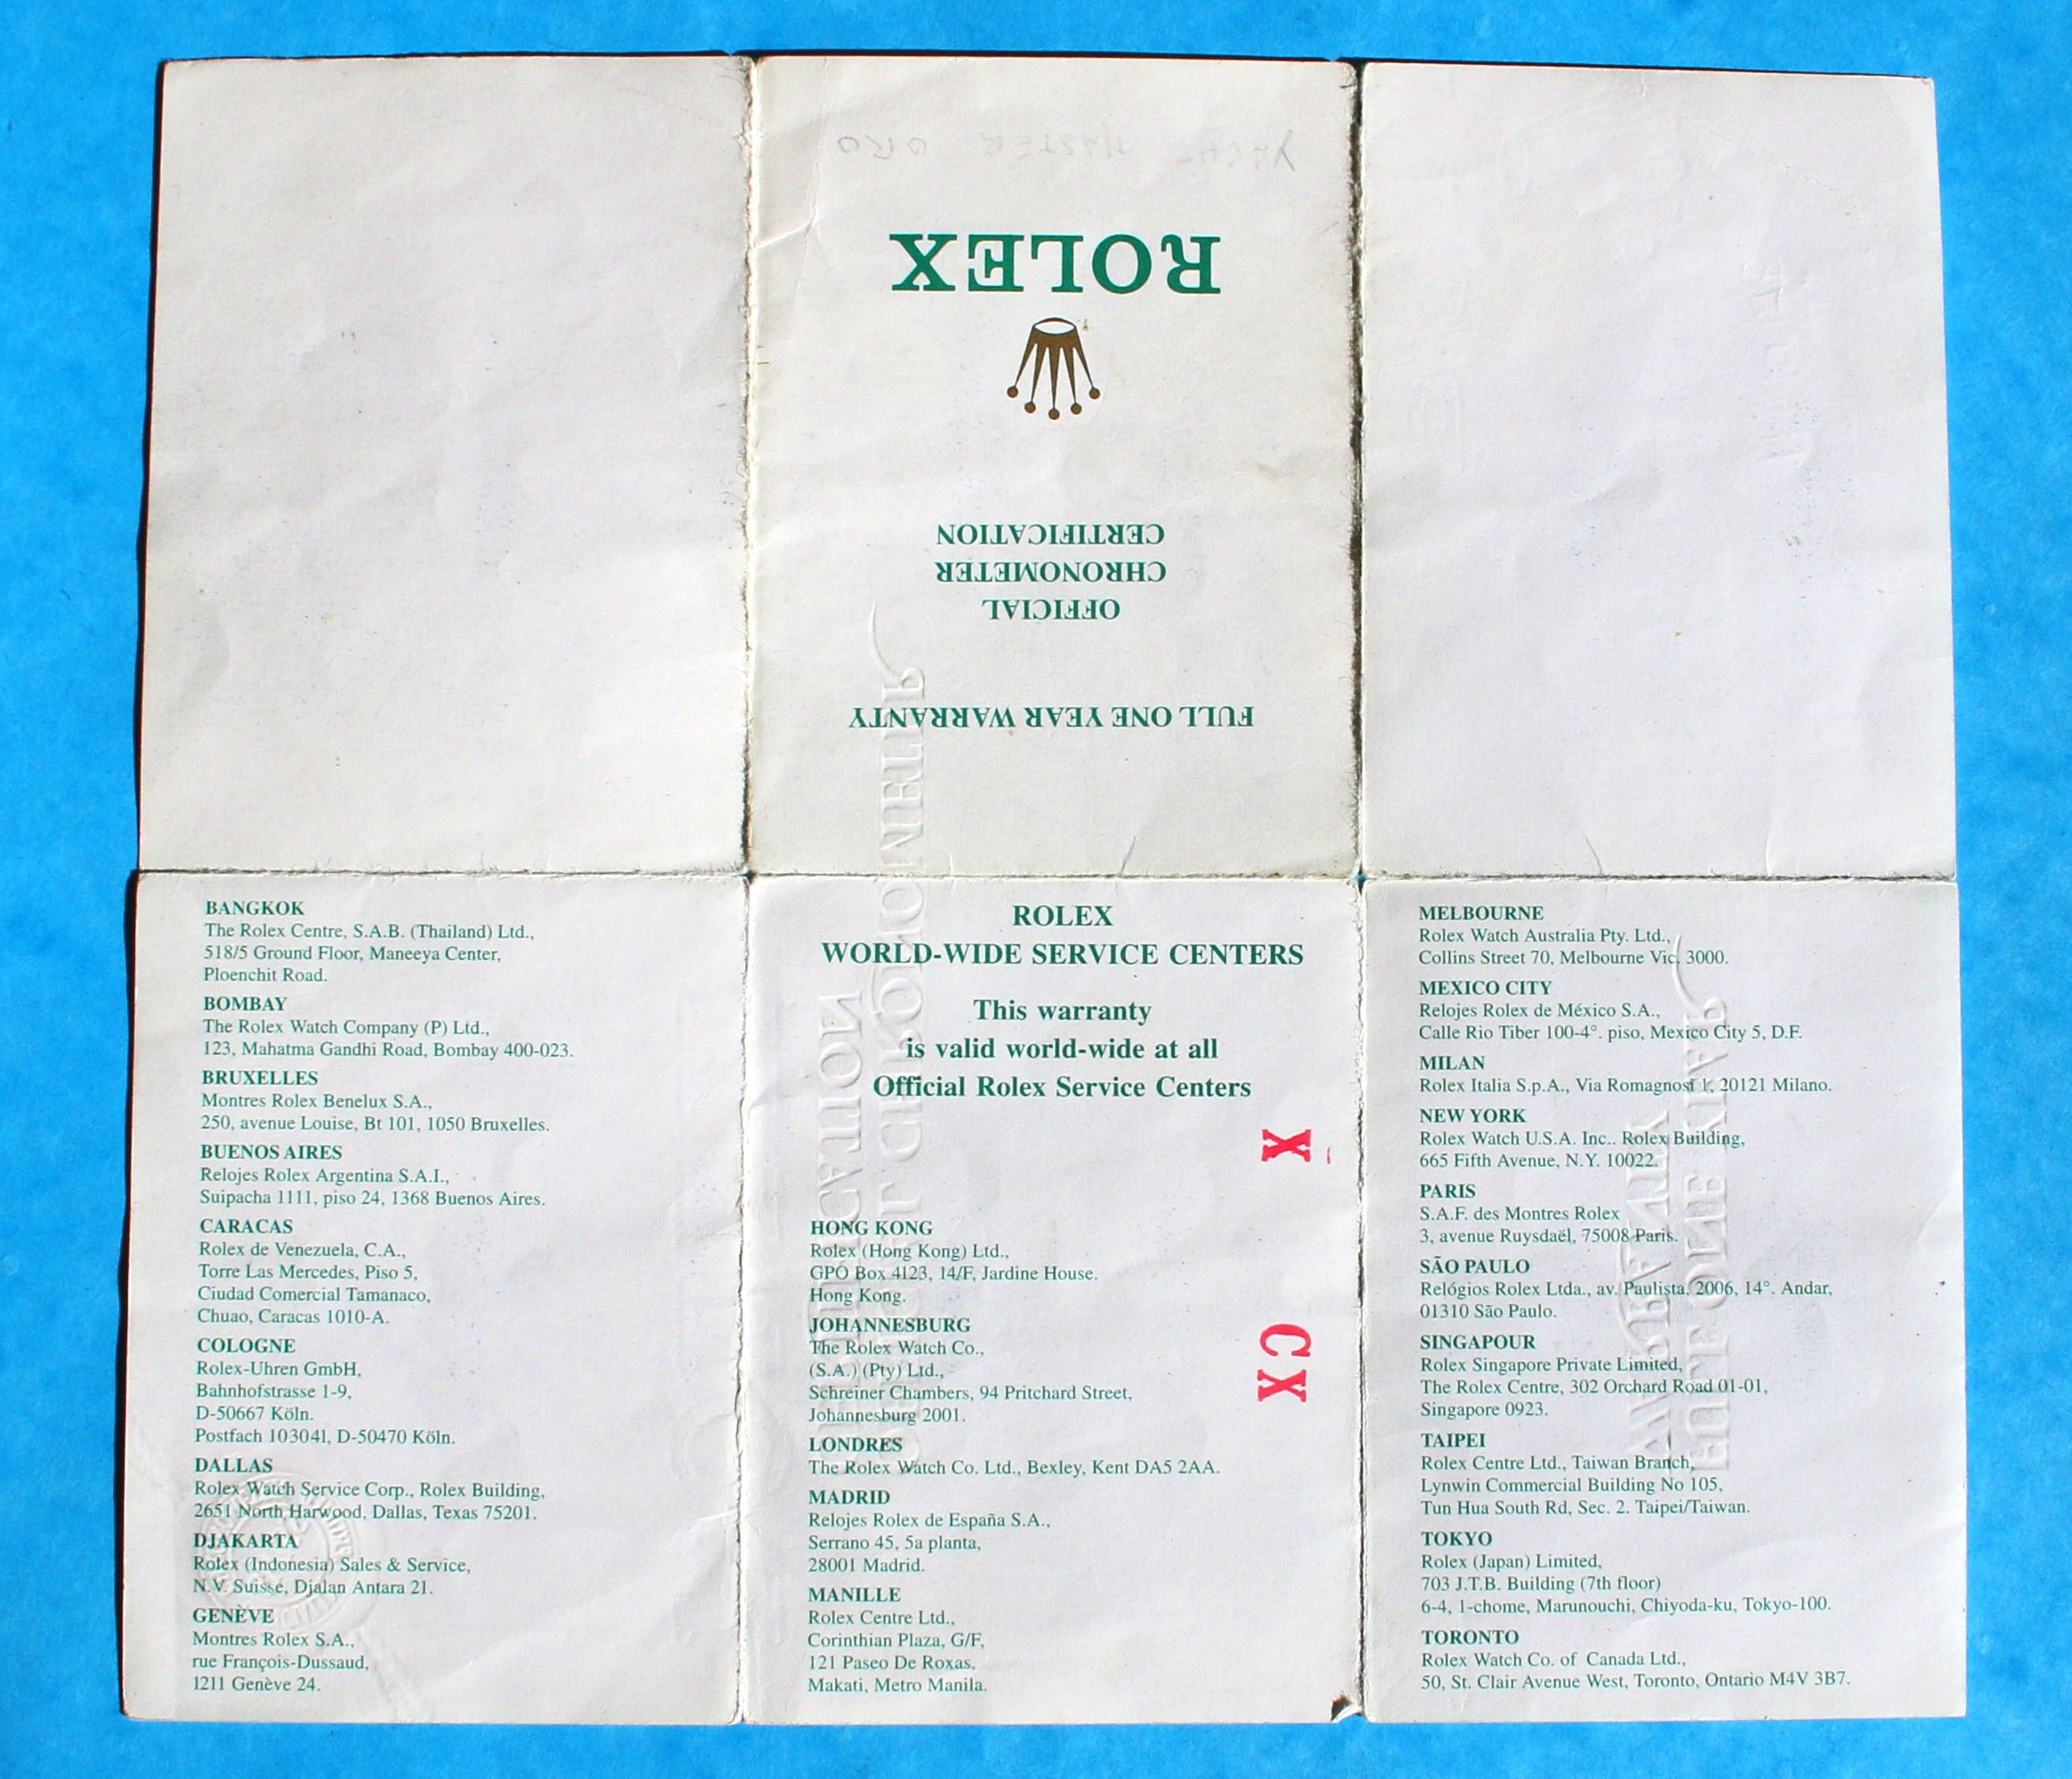 YACHT MASTER ORO
ROLEX
OFFICIAL
CHRONOMETER
CERTIFICATION
FULL ONE YEAR WARRANTY
BANGKOK
The Rolex Centre, S.A.B. (Thailand) Ltd.,
518/5 Ground Floor, Maneeya Center,
Ploenchit Road.
BOMBAY
The Rolex Watch Company (P) Ltd.,
123, Mahatma Gandhi Road, Bombay 400-023.
BRUXELLES
Montres Rolex Benelux S.A.,
250, avenue Louise, Bt 101, 1050 Bruxelles.
BUENOS AIRES
Relojes Rolex Argentina S.A.I.,
Suipacha 1111, piso 24, 1368 Buenos Aires.
CARACAS
Rolex de Venezuela, C.A.,
Torre Las Mercedes, Piso 5,
Ciudad Comercial Tamanaco,
Chuao, Caracas 1010-A.
COLOGNE
Rolex-Uhren GmbH,
Bahnhofstrasse 1-9,
D-50667 Köln.
Postfach 103041, D-50470 Köln.
DALLAS
Rolex Watch Service Corp., Rolex Building,
2651 North Harwood, Dallas, Texas 75201.
DJAKARTA
Rolex (Indonesia) Sales & Service,
N.V. Suisse, Djalan Antara 21.
GENÈVE
Montres Rolex S.A.,
rue François-Dussaud,
1211 Genève 24.
ROLEX
WORLD-WIDE SERVICE CENTERS
This warranty
is valid world-wide at all
Official Rolex Service Centers
X
CX
HONG KONG
Rolex (Hong Kong) Ltd.,
GPO Box 4123, 14/F, Jardine House.
Hong Kong.
JOHANNESBURG
The Rolex Watch Co.,
(S.A.) (Pty) Ltd.,
Schreiner Chambers, 94 Pritchard Street,
Johannesburg 2001.
LONDRES
The Rolex Watch Co. Ltd., Bexley, Kent DA5 2AA.
MADRID
Relojes Rolex de España S.A.,
Serrano 45, 5a planta,
28001 Madrid.
MANILLE
Rolex Centre Ltd.,
Corinthian Plaza, G/F,
121 Paseo De Roxas,
Makati, Metro Manila.
MELBOURNE
Rolex Watch Australia Pty. Ltd.,
Collins Street 70, Melbourne Vic. 3000.
MEXICO CITY
Relojes Rolex de México S.A.,
Calle Rio Tiber 100-4°. piso, Mexico City 5, D.F.
MILAN
Rolex Italia S.p.A., Via Romagnosi 1, 20121 Milano.
NEW YORK
Rolex Watch U.S.A. Inc.. Rolex Building,
665 Fifth Avenue, N.Y. 10022.
PARIS
S.A.F. des Montres Rolex
3, avenue Ruysdaël, 75008 Paris.
SÃO PAULO
Relógios Rolex Ltda., av. Paulista, 2006, 14°. Andar,
01310 São Paulo.
SINGAPOUR
Rolex Singapore Private Limited,
The Rolex Centre, 302 Orchard Road 01-01,
Singapore 0923.
TAIPEI
Rolex Centre Ltd., Taiwan Branch,
Lynwin Commercial Building No 105,
Tun Hua South Rd, Sec. 2. Taipei/Taiwan.
TOKYO
Rolex (Japan) Limited,
703 J.T.B. Building (7th floor)
6-4, 1-chome, Marunouchi, Chiyoda-ku, Tokyo-100.
TORONTO
Rolex Watch Co. of Canada Ltd.,
50, St. Clair Avenue West, Toronto, Ontario M4V 3B7.